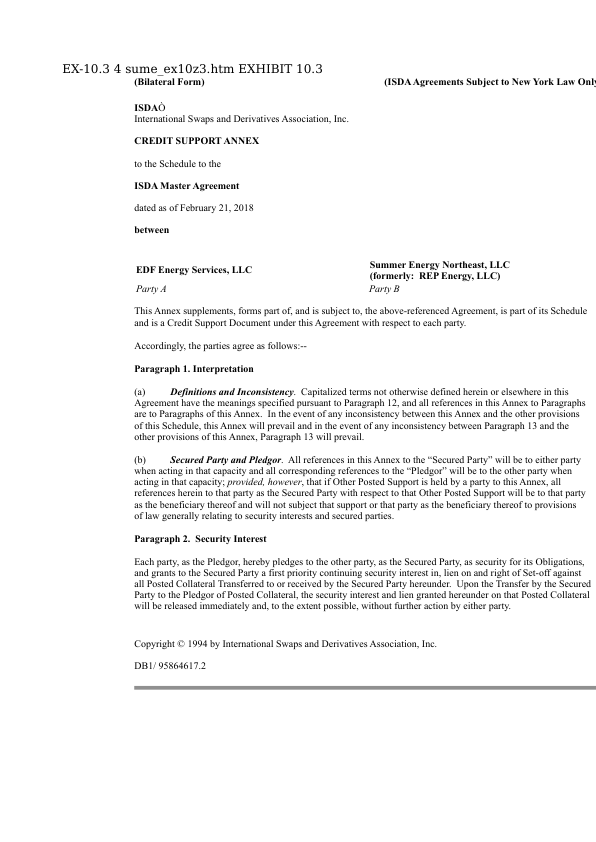 EX-10.3 4 sume_ex10z3.htm EXHIBIT 10.3
(Bilateral Form) (ISDA Agreements Subject to New York Law Only
ISDAÒ
International Swaps and Derivatives Association, Inc.
CREDIT SUPPORT ANNEX
to the Schedule to the
ISDA Master Agreement
dated as of February 21, 2018
between
EDF Energy Services, LLC
Party A
Summer Energy Northeast, LLC
(formerly: REP Energy, LLC)
Party B
This Annex supplements, forms part of, and is subject to, the above-referenced Agreement, is part of its Schedule
and is a Credit Support Document under this Agreement with respect to each party.
Accordingly, the parties agree as follows:--
Paragraph 1. Interpretation
(a) Definitions and Inconsistency. Capitalized terms not otherwise defined herein or elsewhere in this
Agreement have the meanings specified pursuant to Paragraph 12, and all references in this Annex to Paragraphs
are to Paragraphs of this Annex. In the event of any inconsistency between this Annex and the other provisions
of this Schedule, this Annex will prevail and in the event of any inconsistency between Paragraph 13 and the
other provisions of this Annex, Paragraph 13 will prevail.
(b) Secured Party and Pledgor. All references in this Annex to the “Secured Party” will be to either party
when acting in that capacity and all corresponding references to the “Pledgor” will be to the other party when
acting in that capacity; provided, however, that if Other Posted Support is held by a party to this Annex, all
references herein to that party as the Secured Party with respect to that Other Posted Support will be to that party
as the beneficiary thereof and will not subject that support or that party as the beneficiary thereof to provisions
of law generally relating to security interests and secured parties.
Paragraph 2. Security Interest
Each party, as the Pledgor, hereby pledges to the other party, as the Secured Party, as security for its Obligations,
and grants to the Secured Party a first priority continuing security interest in, lien on and right of Set-off against
all Posted Collateral Transferred to or received by the Secured Party hereunder. Upon the Transfer by the Secured
Party to the Pledgor of Posted Collateral, the security interest and lien granted hereunder on that Posted Collateral
will be released immediately and, to the extent possible, without further action by either party.
Copyright © 1994 by International Swaps and Derivatives Association, Inc.
DB1/ 95864617.2